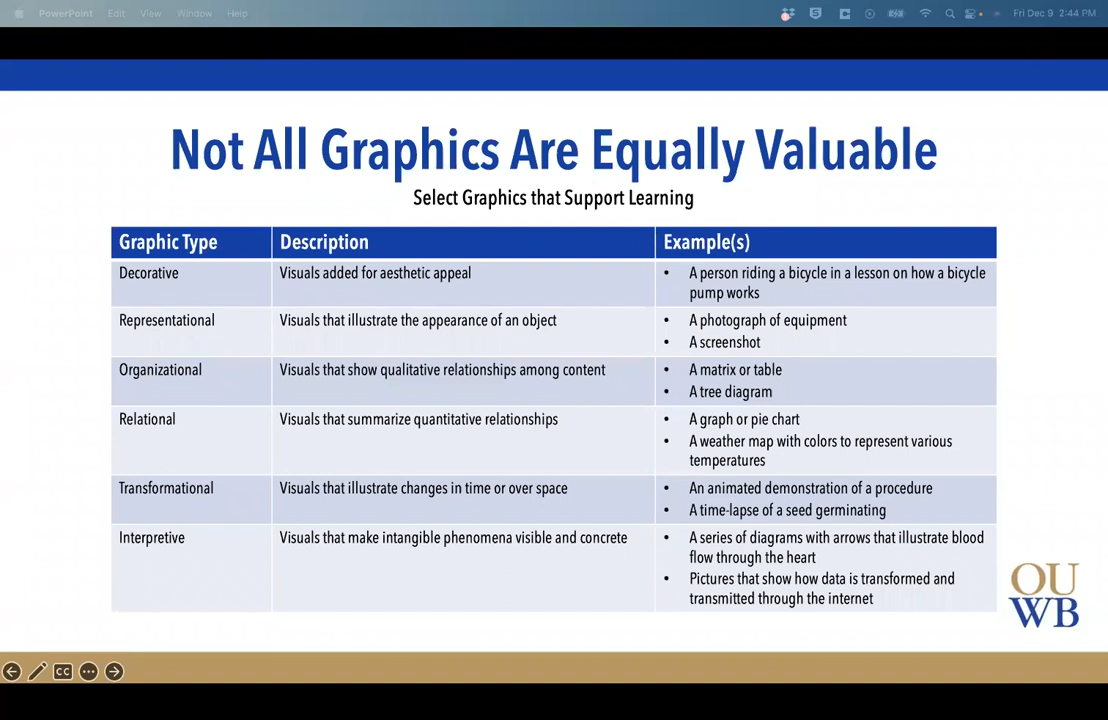 PowerPoint Edit View Window Help Fri Dec 9 2:44 PM
Not All Graphics Are Equally Valuable
Select Graphics that Support Learning
Graphic Type Description Example(s)
Decorative Visuals added for aesthetic appeal • A person riding a bicycle in a lesson on how a bicycle
pump works
Representational Visuals that illustrate the appearance of an object • A photograph of equipment
• A screenshot
Organizational Visuals that show qualitative relationships among content • A matrix or table
• A tree diagram
Relational Visuals that summarize quantitative relationships • A graph or pie chart
• A weather map with colors to represent various
temperatures
Transformational Visuals that illustrate changes in time or over space • An animated demonstration of a procedure
• A time-lapse of a seed germinating
Interpretive Visuals that make intangible phenomena visible and concrete • A series of diagrams with arrows that illustrate blood
flow through the heart
• Pictures that show how data is transformed and
transmitted through the internet
OU
WB
CC